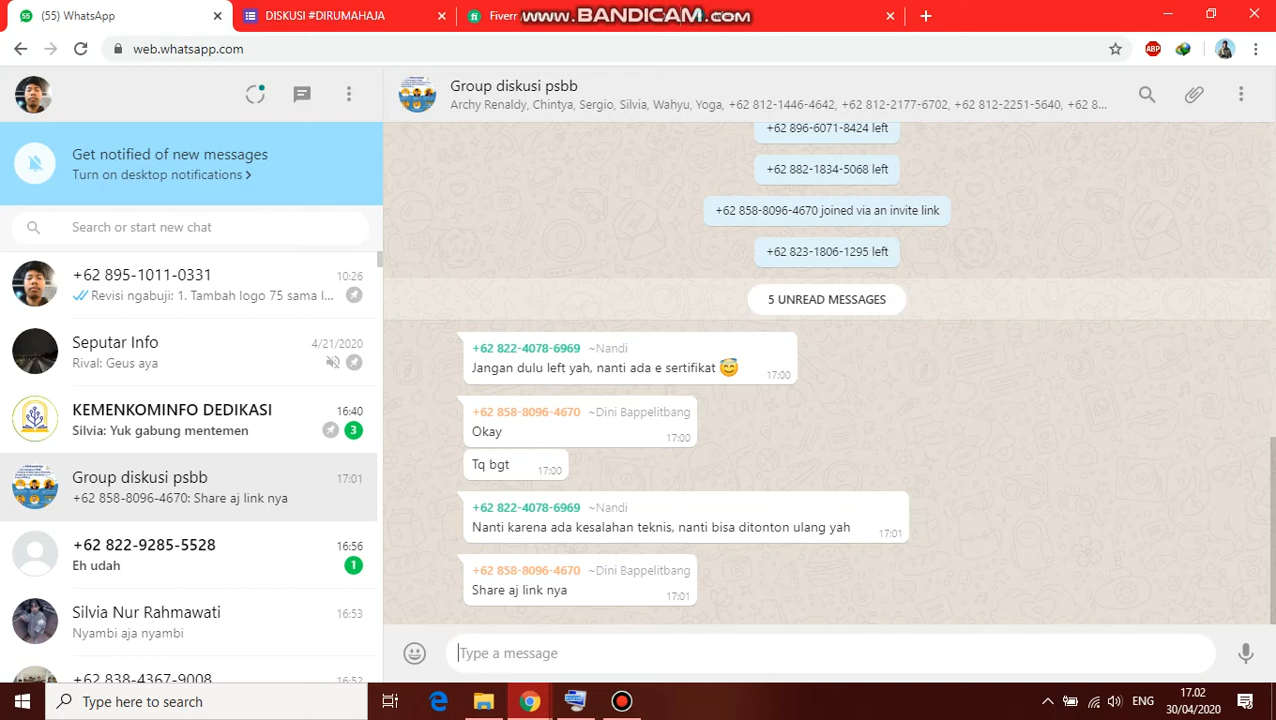 (55) WhatsApp
DISKUSI #DIRUMAHAJA
Fiverr
www.BANDICAM.com
web.whatsapp.com
ABP
Get notified of new messages
Turn on desktop notifications >
Search or start new chat
+62 895-1011-0331 10:26
Revisi ngabuji: 1. Tambah logo 75 sama l...
Seputar Info 4/21/2020
Rival: Geus aya
KEMENKOMINFO DEDIKASI 16:40
Silvia: Yuk gabung mentemen 3
Group diskusi psbb 17:01
+62 858-8096-4670: Share aj link nya
+62 822-9285-5528 16:56
Eh udah 1
Silvia Nur Rahmawati 16:53
Nyambi aja nyambi
+62 838-4367-9008 16:52
Group diskusi psbb
Archy Renaldy, Chintya, Sergio, Silvia, Wahyu, Yoga, +62 812-1446-4642, +62 812-2177-6702, +62 812-2251-5640, +62 8...
+62 896-6071-8424 left
+62 882-1834-5068 left
+62 858-8096-4670 joined via an invite link
+62 823-1806-1295 left
5 UNREAD MESSAGES
+62 822-4078-6969 ~Nandi
Jangan dulu left yah, nanti ada e sertifikat 😇 17:00
+62 858-8096-4670 ~Dini Bappelitbang
Okay 17:00
Tq bgt 17:00
+62 822-4078-6969 ~Nandi
Nanti karena ada kesalahan teknis, nanti bisa ditonton ulang yah 17:01
+62 858-8096-4670 ~Dini Bappelitbang
Share aj link nya 17:01
Type a message
Type here to search
ENG
17.02
30/04/2020